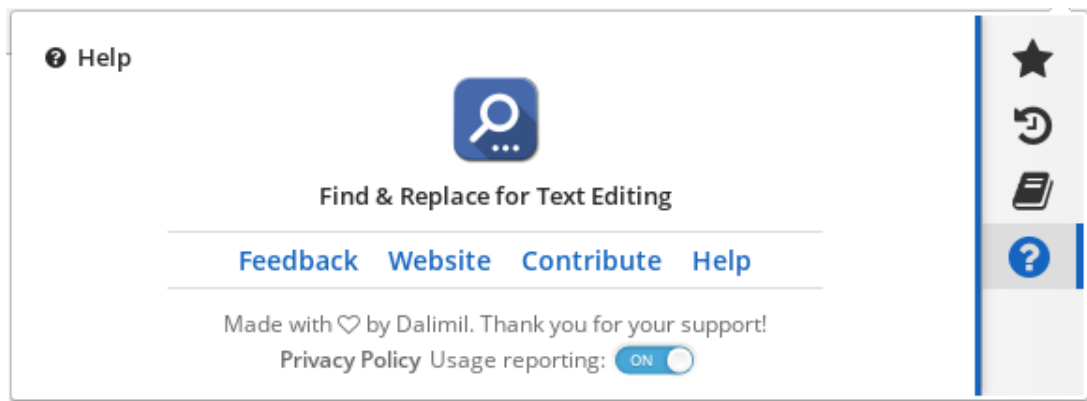 Help
Find & Replace for Text Editing
Feedback Website Contribute Help
Made with ♡ by Dalimil. Thank you for your support!
Privacy Policy Usage reporting: ON